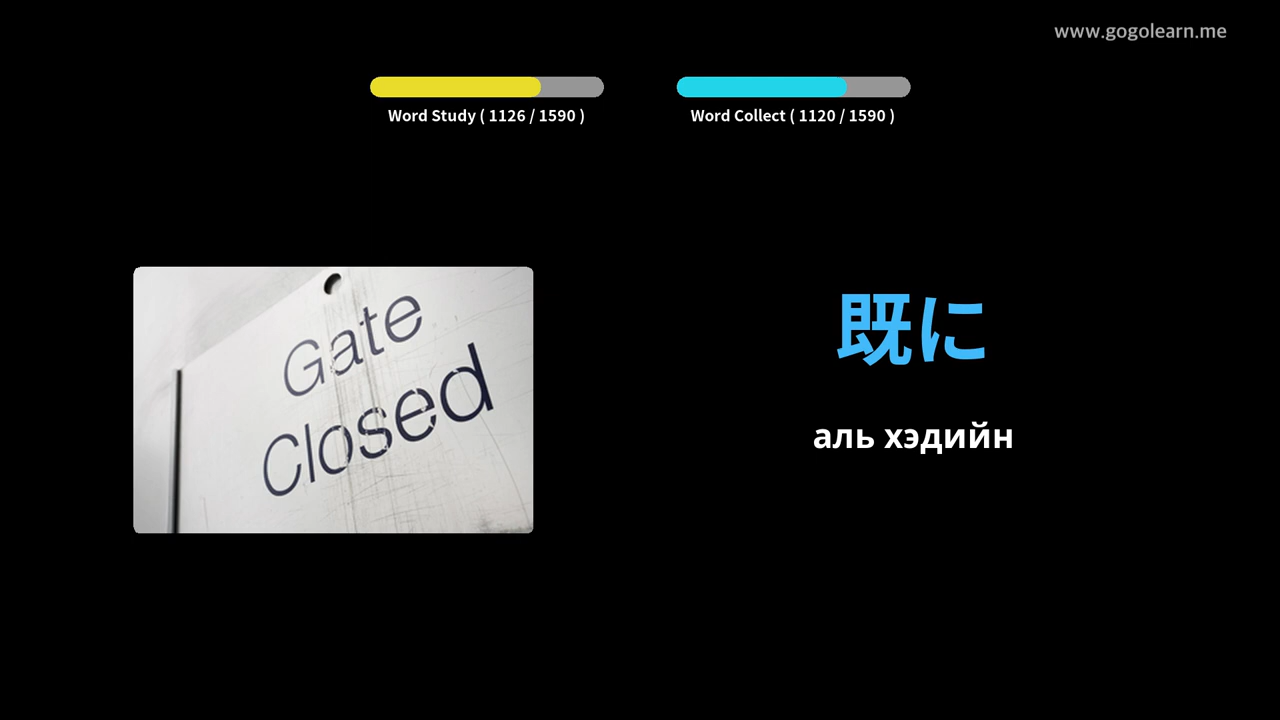 www.gogolearn.me
Word Study ( 1126 / 1590 )
Word Collect ( 1120 / 1590 )
Gate
Closed
既に
аль хэдийн